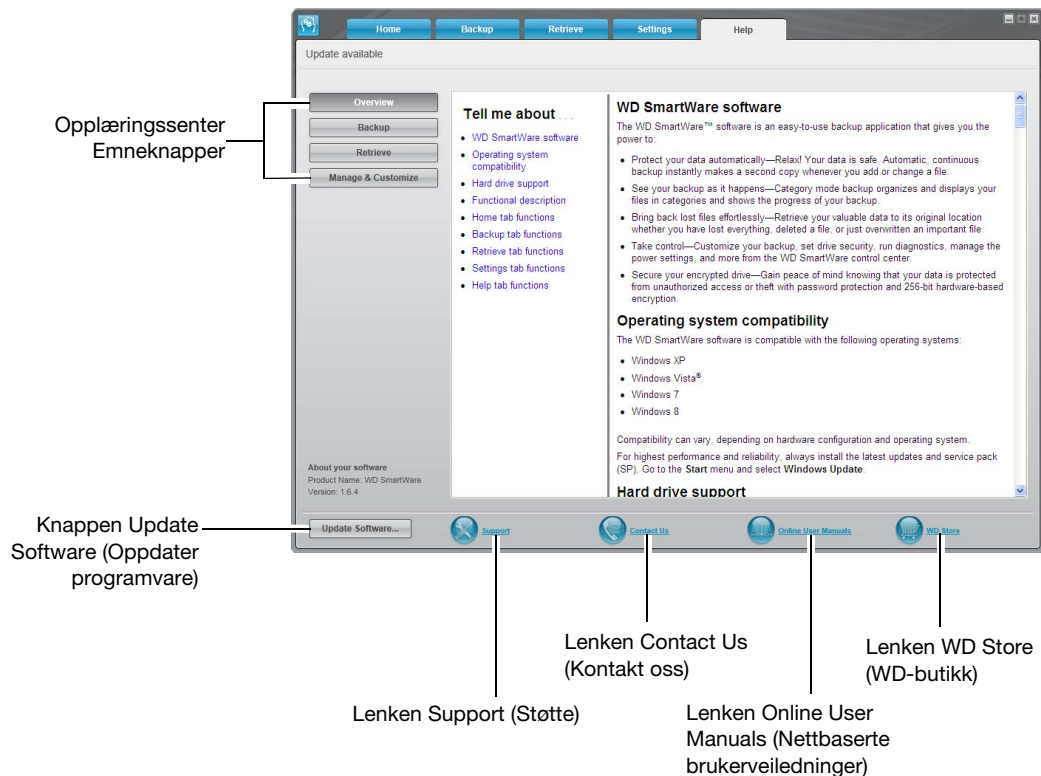 Home Backup Retrieve Settings Help
Update available
Opplæringssenter
Emneknapper
Overview
Backup
Retrieve
Manage & Customize
Tell me about . . .
WD SmartWare software
Operating system
compatibility
Hard drive support
Functional description
Home tab functions
Backup tab functions
Retrieve tab functions
Settings tab functions
Help tab functions
WD SmartWare software
The WD SmartWare™ software is an easy-to-use backup application that gives you the
power to:
Protect your data automatically—Relax! Your data is safe. Automatic, continuous
backup instantly makes a second copy whenever you add or change a file.
See your backup as it happens—Category mode backup organizes and displays your
files in categories and shows the progress of your backup.
Bring back lost files effortlessly—Retrieve your valuable data to its original location
whether you have lost everything, deleted a file, or just overwritten an important file.
Take control—Customize your backup, set drive security, run diagnostics, manage the
power settings, and more from the WD SmartWare control center.
Secure your encrypted drive—Gain peace of mind knowing that your data is protected
from unauthorized access or theft with password protection and 256-bit hardware-based
encryption.
Operating system compatibility
The WD SmartWare software is compatible with the following operating systems:
Windows XP
Windows Vista®
Windows 7
Windows 8
Compatibility can vary, depending on hardware configuration and operating system.
For highest performance and reliability, always install the latest updates and service pack
(SP). Go to the Start menu and select Windows Update.
Hard drive support
About your software
Product Name: WD SmartWare
Version: 1.6.4
Update Software...
Support
Contact Us
Online User Manuals
WD Store
Knappen Update
Software (Oppdater
programvare)
Lenken Contact Us
(Kontakt oss)
Lenken WD Store
(WD-butikk)
Lenken Support (Støtte)
Lenken Online User
Manuals (Nettbaserte
brukerveiledninger)